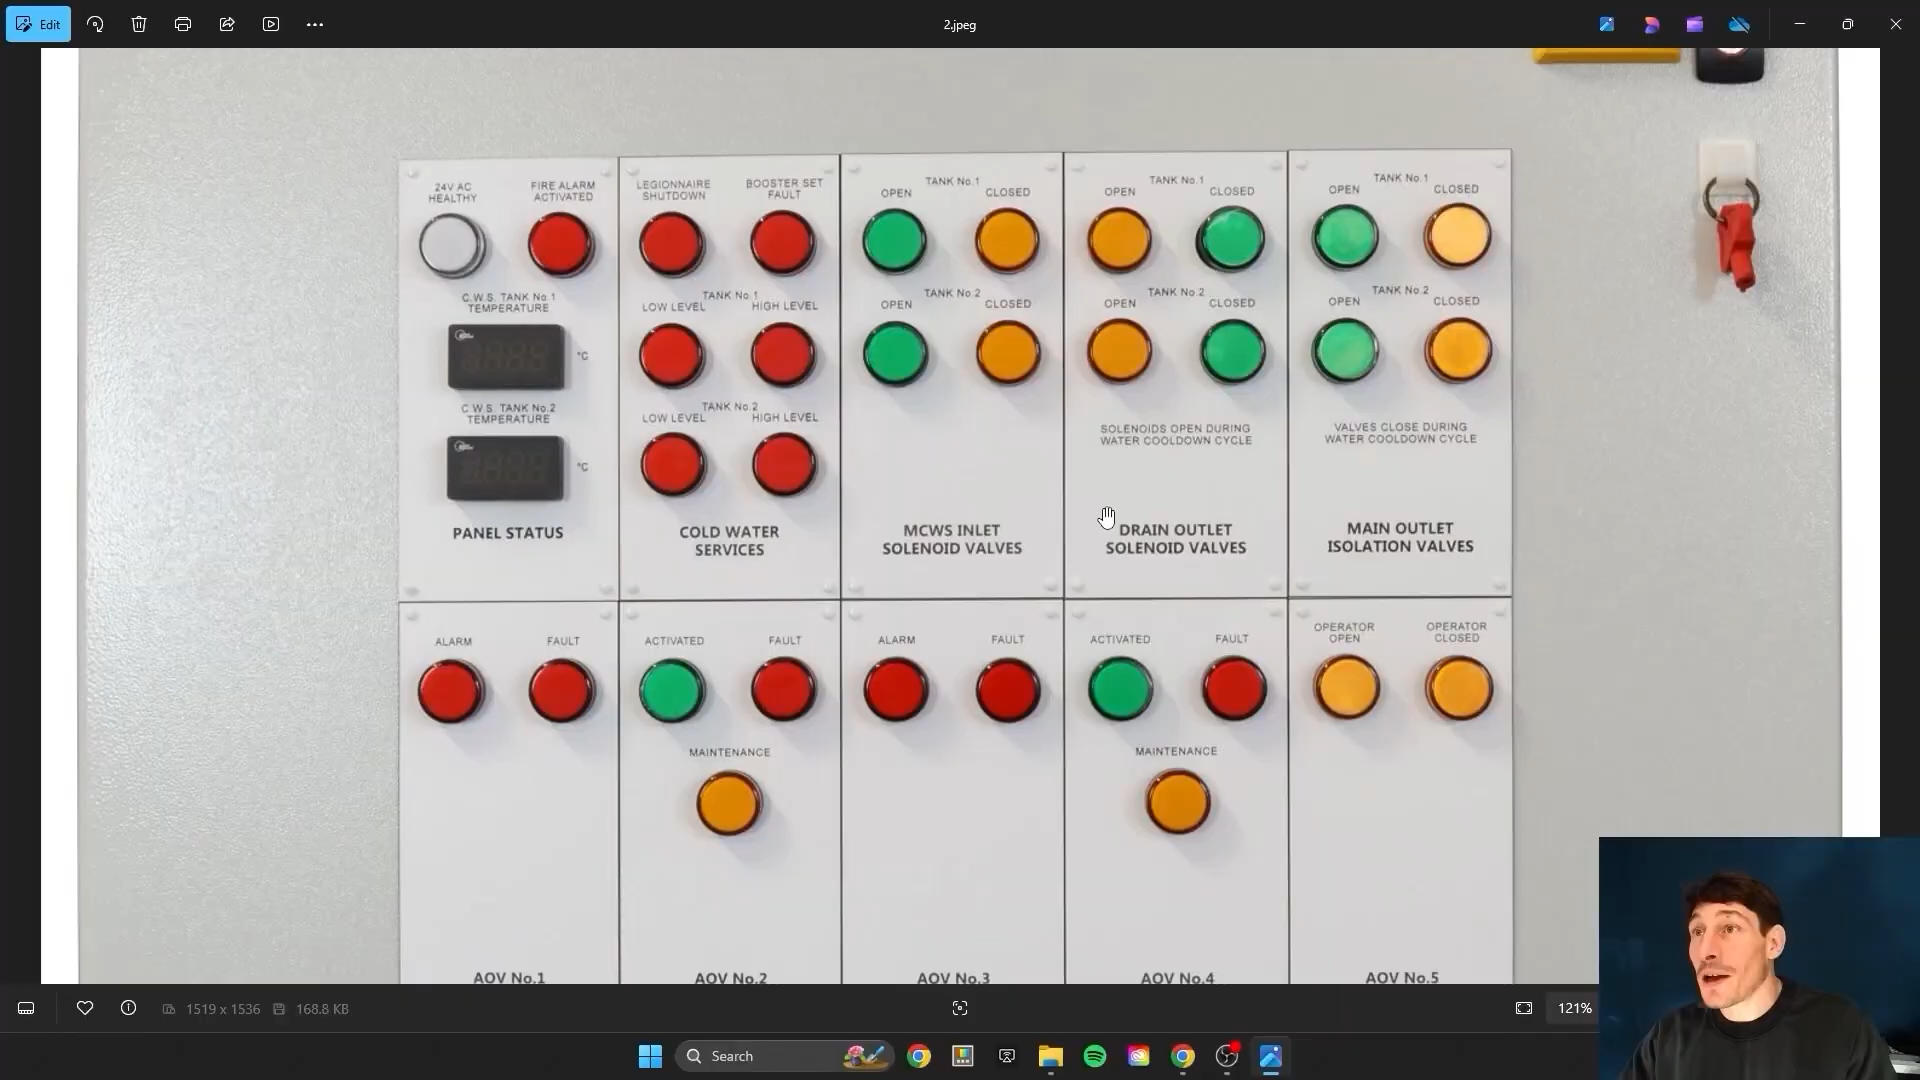 Edit
2.jpeg
24V AC
HEALTHY
FIRE ALARM
ACTIVATED
C.W.S. TANK No.1
TEMPERATURE
°C
C.W.S. TANK No.2
TEMPERATURE
°C
PANEL STATUS
LEGIONNAIRE
SHUTDOWN
BOOSTER SET
FAULT
TANK No.1
LOW LEVEL
HIGH LEVEL
TANK No.2
LOW LEVEL
HIGH LEVEL
COLD WATER
SERVICES
TANK No.1
OPEN
CLOSED
TANK No.2
OPEN
CLOSED
MCWS INLET
SOLENOID VALVES
TANK No.1
OPEN
CLOSED
TANK No.2
OPEN
CLOSED
SOLENOIDS OPEN DURING
WATER COOLDOWN CYCLE
DRAIN OUTLET
SOLENOID VALVES
TANK No.1
OPEN
CLOSED
TANK No.2
OPEN
CLOSED
VALVES CLOSE DURING
WATER COOLDOWN CYCLE
MAIN OUTLET
ISOLATION VALVES
ALARM
FAULT
AOV No.1
ACTIVATED
FAULT
MAINTENANCE
AOV No.2
ALARM
FAULT
AOV No.3
ACTIVATED
FAULT
MAINTENANCE
AOV No.4
OPERATOR
OPEN
OPERATOR
CLOSED
AOV No.5
1519 x 1536
168.8 KB
121%
Search